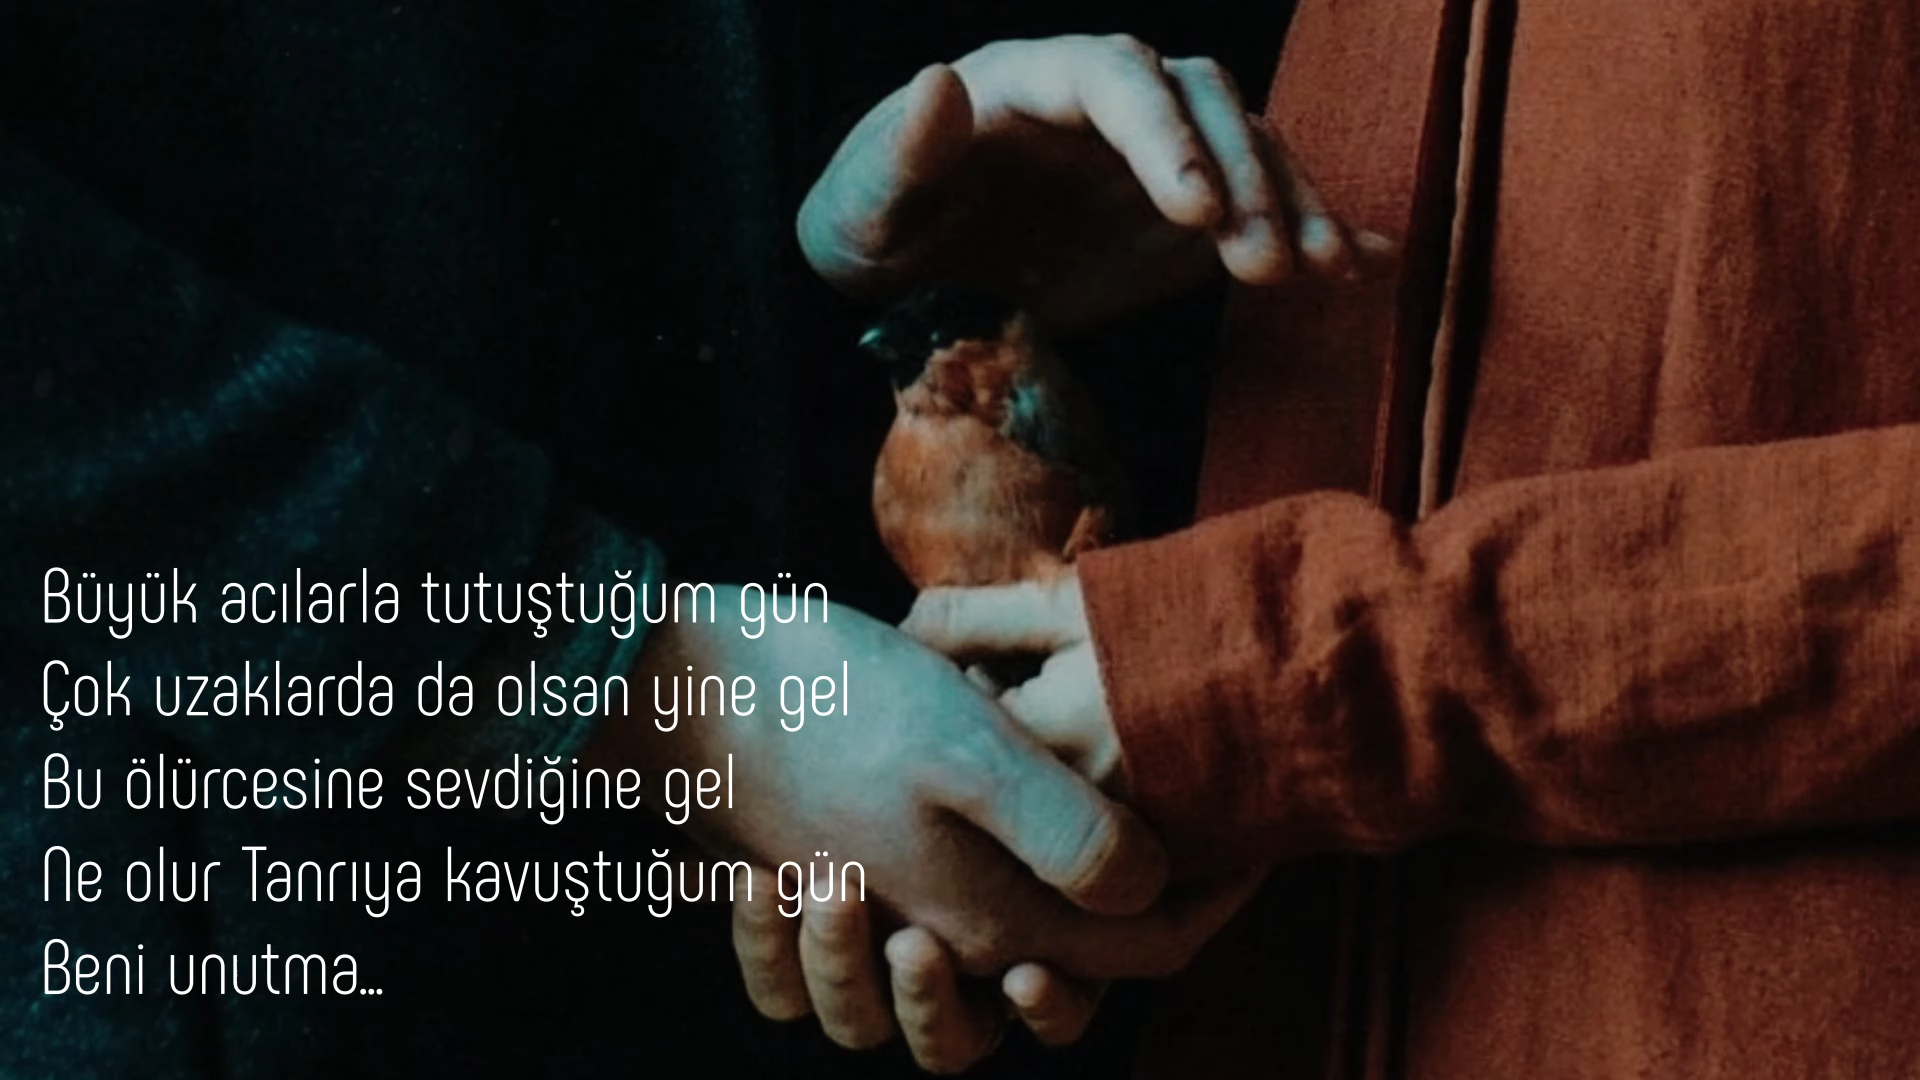 Büyük acılarla tutuştuğum gün
Çok uzaklarda da olsan yine gel
Bu ölürcesine sevdiğine gel
Ne olur Tanrıya kavuştuğum gün
Beni unutma...